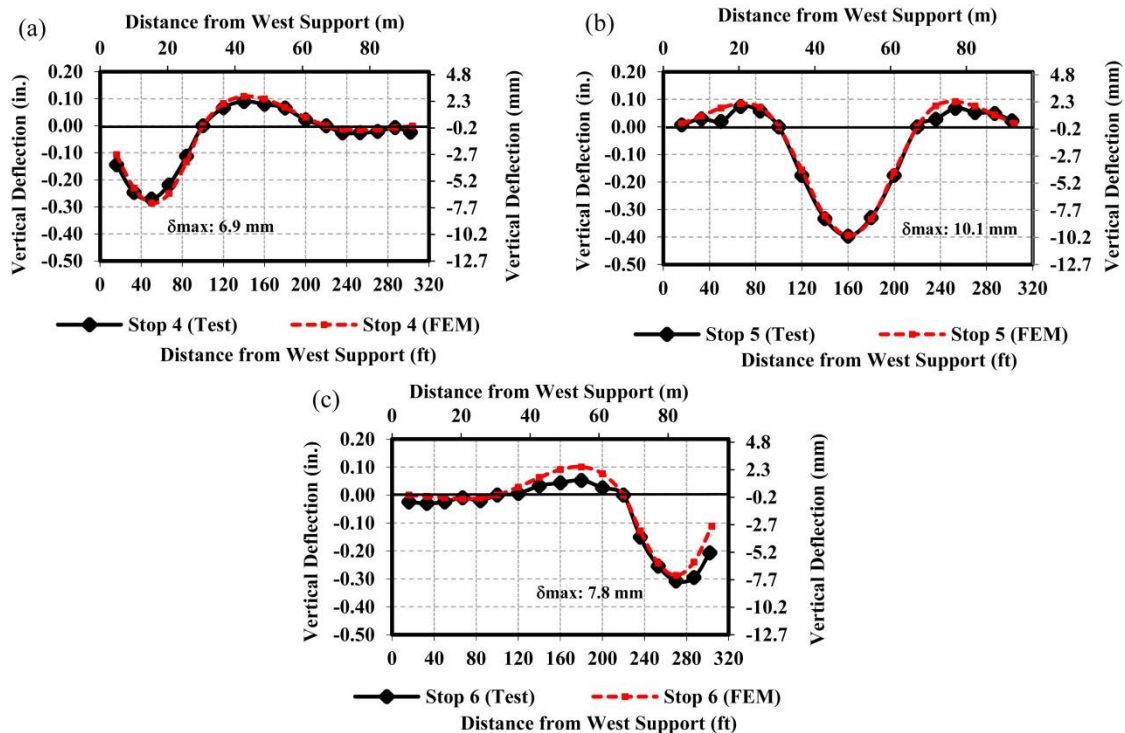 (a)
Distance from West Support (m)
0 20 40 60 80
Vertical Deflection (in.)
0.20
0.10
0.00
-0.10
-0.20
-0.30
-0.40
-0.50
4.8
2.3
-0.2
-2.7
-5.2
-7.7
-10.2
-12.7
Vertical Deflection (mm)
δmax: 6.9 mm
0 40 80 120 160 200 240 280 320
Stop 4 (Test) Stop 4 (FEM)
Distance from West Support (ft)
(b)
Distance from West Support (m)
0 20 40 60 80
Vertical Deflection (in.)
0.20
0.10
0.00
-0.10
-0.20
-0.30
-0.40
-0.50
4.8
2.3
-0.2
-2.7
-5.2
-7.7
-10.2
-12.7
Vertical Deflection (mm)
δmax: 10.1 mm
0 40 80 120 160 200 240 280 320
Stop 5 (Test) Stop 5 (FEM)
Distance from West Support (ft)
(c)
Distance from West Support (m)
0 20 40 60 80
Vertical Deflection (in.)
0.20
0.10
0.00
-0.10
-0.20
-0.30
-0.40
-0.50
4.8
2.3
-0.2
-2.7
-5.2
-7.7
-10.2
-12.7
Vertical Deflection (mm)
δmax: 7.8 mm
0 40 80 120 160 200 240 280 320
Stop 6 (Test) Stop 6 (FEM)
Distance from West Support (ft)